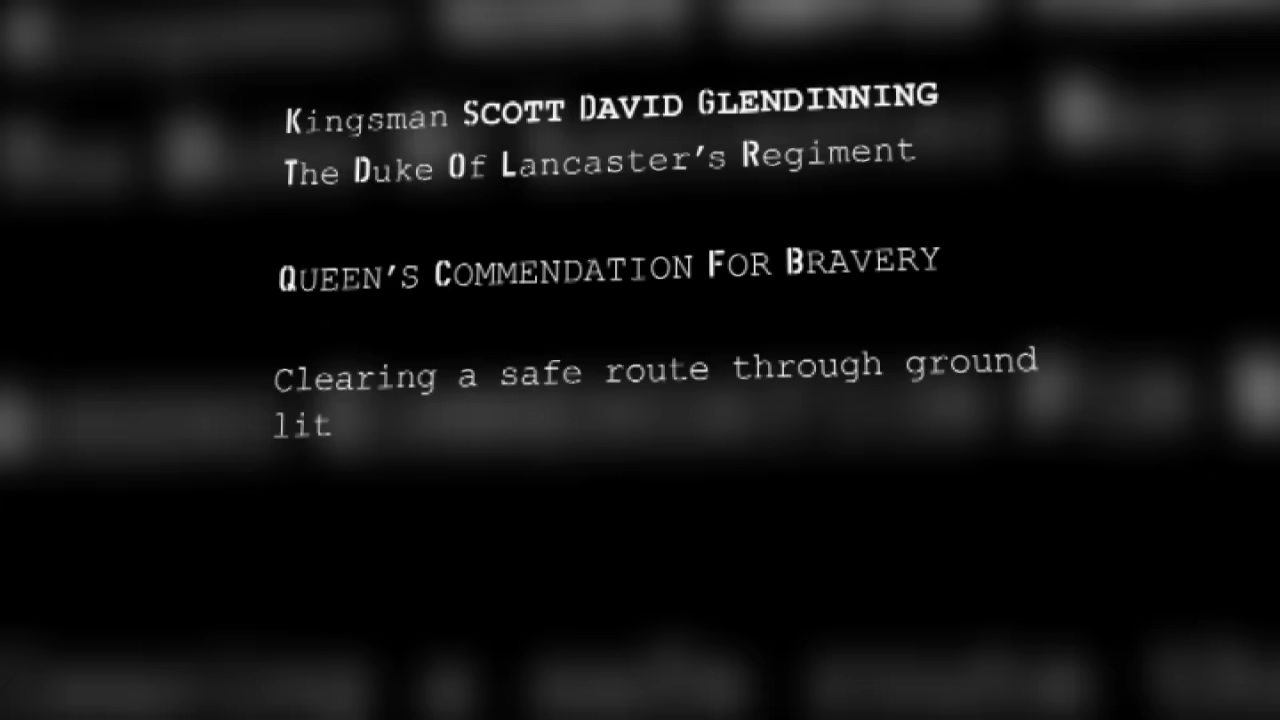 Kingsman SCOTT DAVID GLENDINNING
The Duke Of Lancaster's Regiment
QUEEN'S COMMENDATION FOR BRAVERY
Clearing a safe route through ground
lit